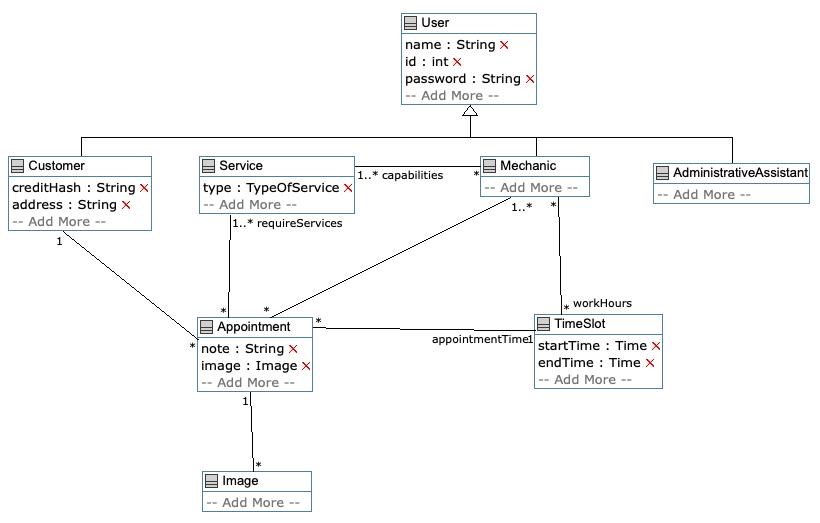 User
name : String
id : int
password : String
-- Add More --
Customer
creditHash : String
address : String
-- Add More --
1
Service
type : TypeOfService
-- Add More --
1..* requireServices
1..* capabilities
*
Mechanic
-- Add More --
1..*
*
AdministrativeAssistant
-- Add More --
*
*
*
Appointment
note : String
image : Image
-- Add More --
*
appointmentTime
1
* workHours
TimeSlot
startTime : Time
endTime : Time
-- Add More --
1
*
Image
-- Add More --